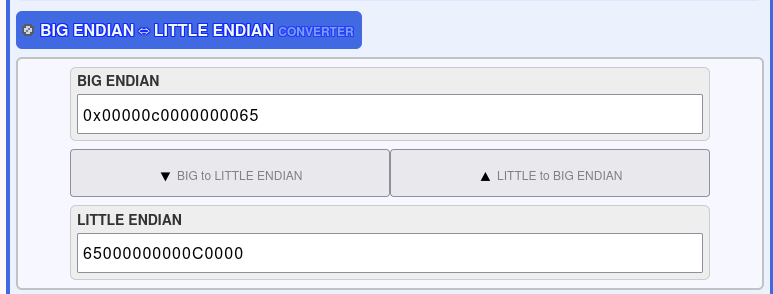 BIG ENDIAN ⇔ LITTLE ENDIAN CONVERTER
BIG ENDIAN
0x00000c0000000065
▼ BIG to LITTLE ENDIAN
▲ LITTLE to BIG ENDIAN
LITTLE ENDIAN
65000000000C0000